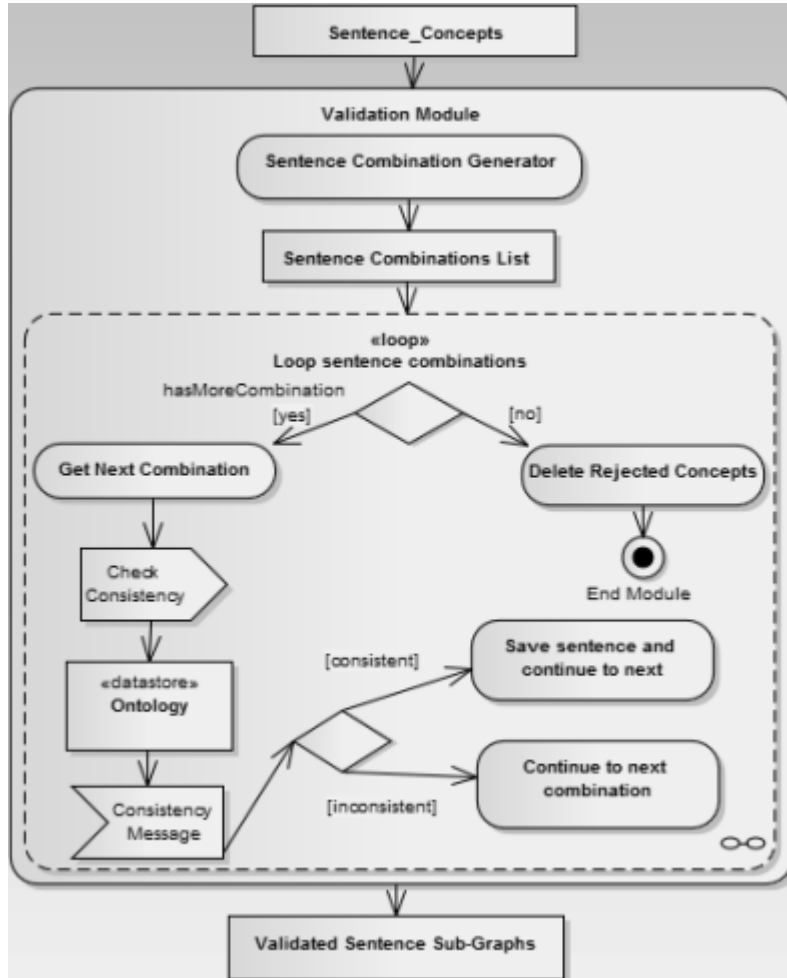 Sentence_Concepts
Validation Module
Sentence Combination Generator
Sentence Combinations List
«loop»
Loop sentence combinations
hasMoreCombination
[yes]
[no]
Get Next Combination
Delete Rejected Concepts
Check
Consistency
End Module
«datastore»
Ontology
[consistent]
Save sentence and
continue to next
Consistency
Message
[inconsistent]
Continue to next
combination
Validated Sentence Sub-Graphs